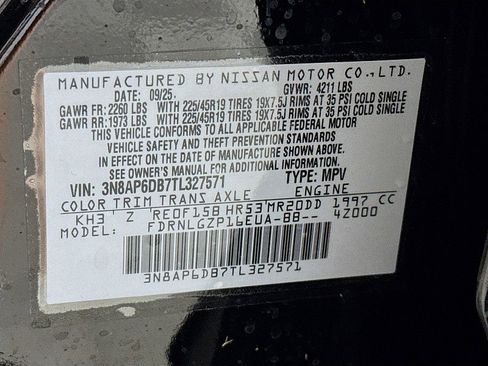 MANUFACTURED BY NISSAN MOTOR CO., LTD.
DATE: 09/25. GVWR: 4211 LBS
GAWR FR: 2260 LBS WITH 225/45R19 TIRES 19X7.5J RIMS AT 35 PSI COLD SINGLE
GAWR RR: 1973 LBS WITH 225/45R19 TIRES 19X7.5J RIMS AT 35 PSI COLD SINGLE
THIS VEHICLE CONFORMS TO ALL APPLICABLE FEDERAL MOTOR
VEHICLE SAFETY AND THEFT PREVENTION STANDARDS
IN EFFECT ON THE DATE OF MANUFACTURE SHOWN ABOVE.
SEE OWNER'S MANUAL FOR ADDITIONAL INFORMATION.
VIN: 3N8AP6DB7TL327571 TYPE: MPV
COLOR TRIM TRANS AXLE ENGINE
KH3 Z RE0F15B HR53 MR20DD 1997 CC
MODEL: FDRNLGZP16EUA-BB-- 4Z000
3N8AP6DB7TL327571